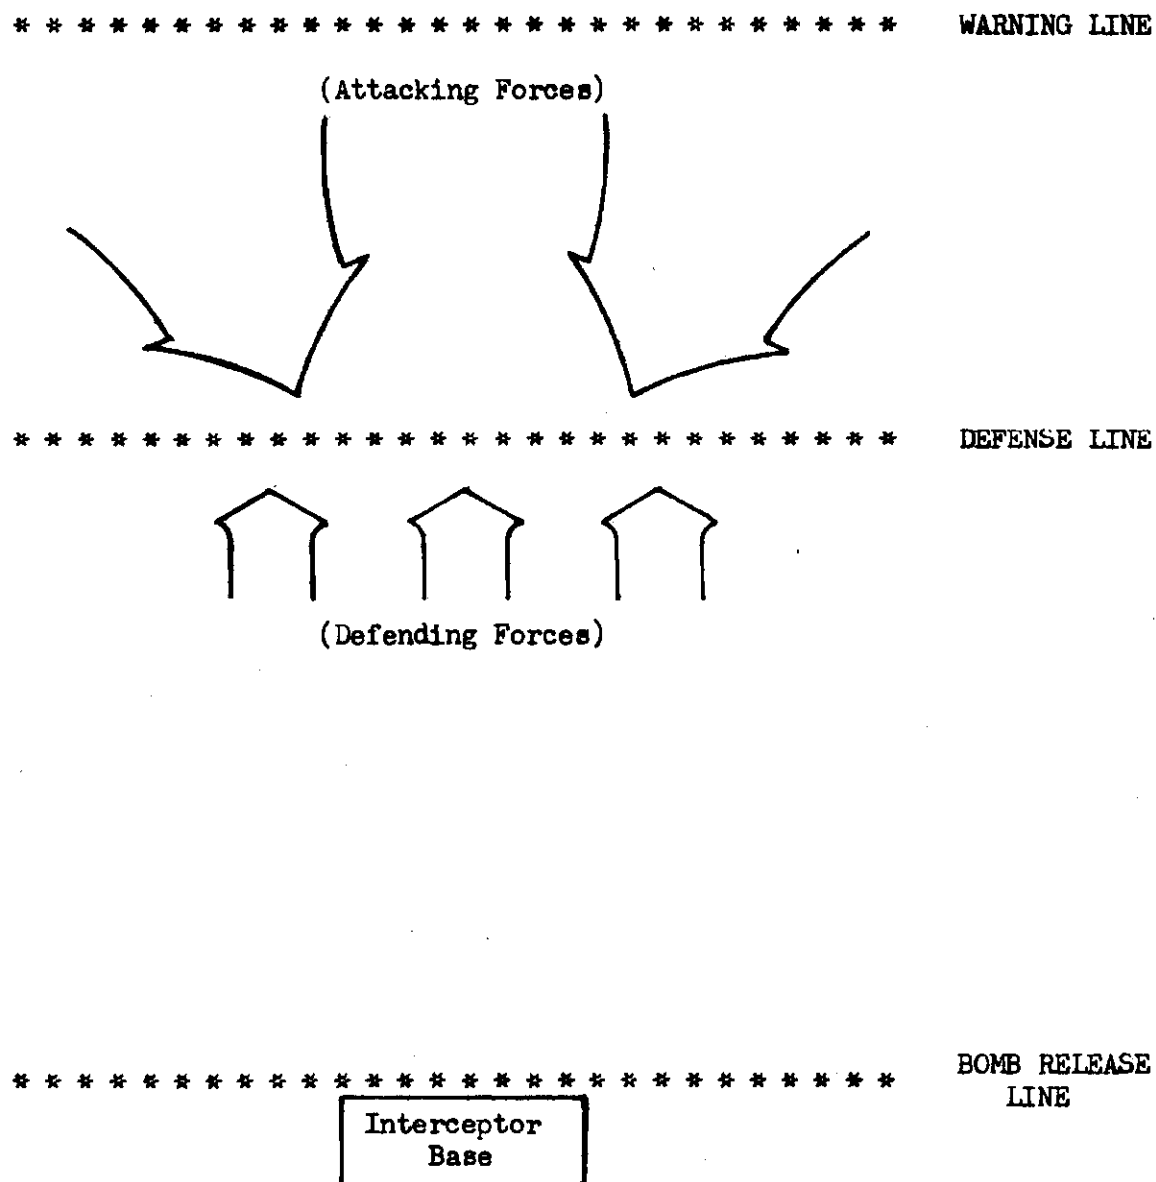 * * * * * * * * * * * * * * * * * * * * * * * * * * * * WARNING LINE
(Attacking Forces)
* * * * * * * * * * * * * * * * * * * * * * * * * * * * DEFENSE LINE
(Defending Forces)
* * * * * * * * * * * * * * * * * * * * * * * * * * * * BOMB RELEASE
LINE
Interceptor
Base